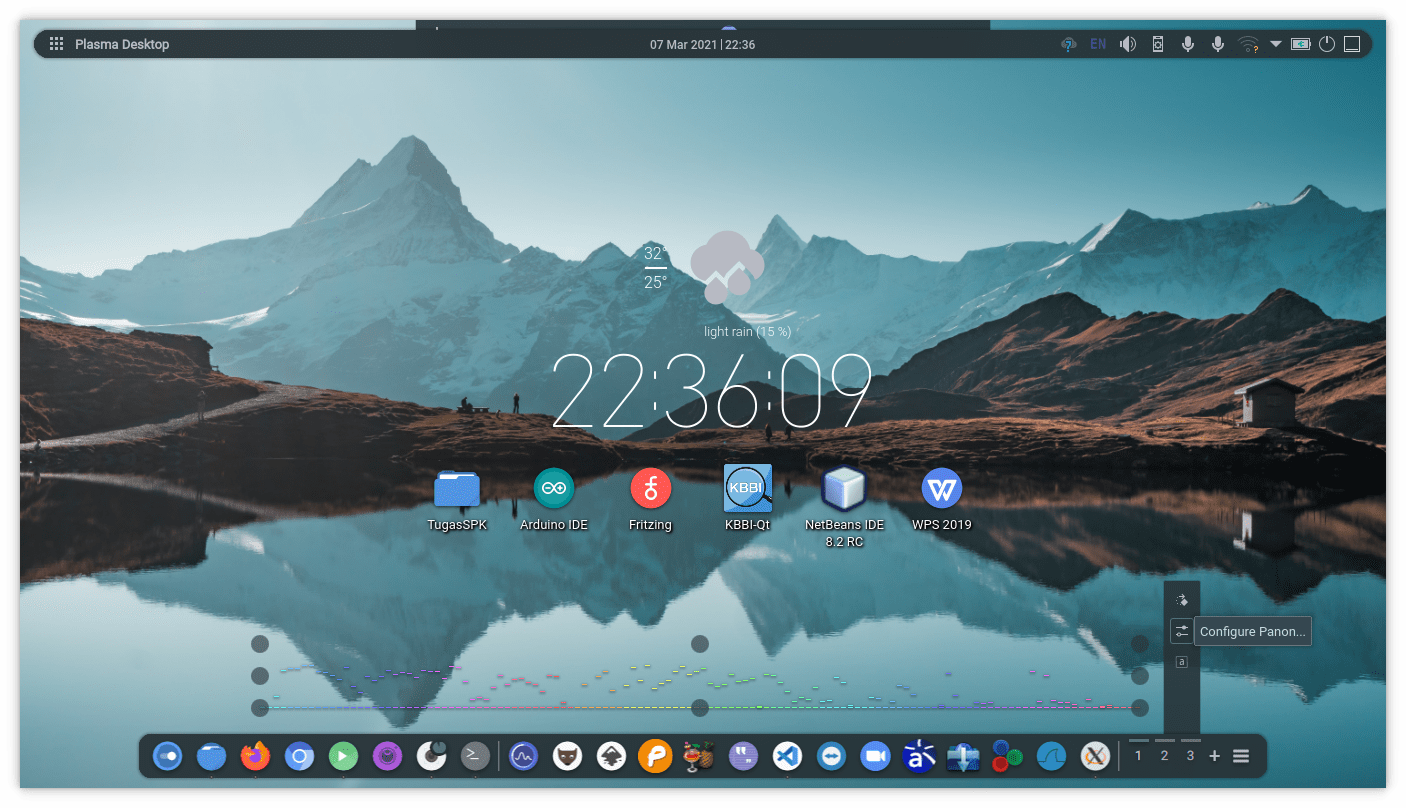 Plasma Desktop
07 Mar 2021 | 22:36
EN
32°
25°
light rain (15 %)
22:36:09
KBBI
TugasSPK
Arduino IDE
Fritzing
KBBI-Qt
NetBeans IDE
8.2 RC
WPS 2019
Configure Panon...
a
1 2 3 +